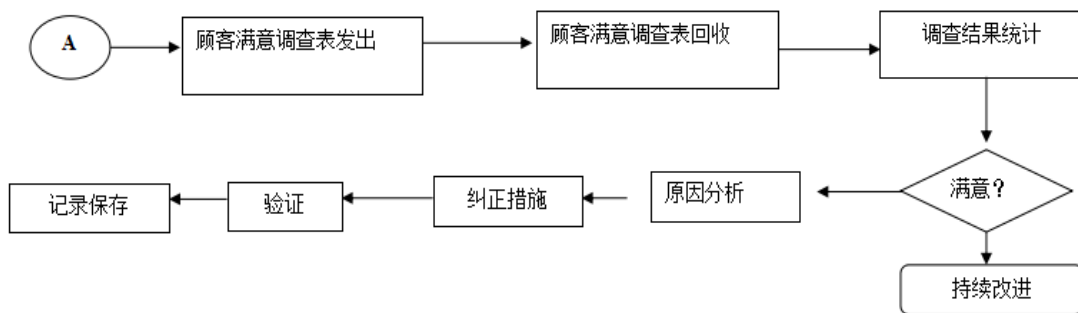 A
顾客满意调查表发出
顾客满意调查表回收
调查结果统计
满意？
原因分析
纠正措施
验证
记录保存
持续改进